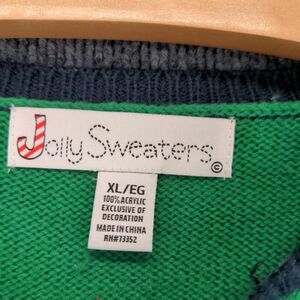 Jolly Sweaters ©
XL/EG
100% ACRYLIC
EXCLUSIVE OF
DECORATION
MADE IN CHINA
RN#73352